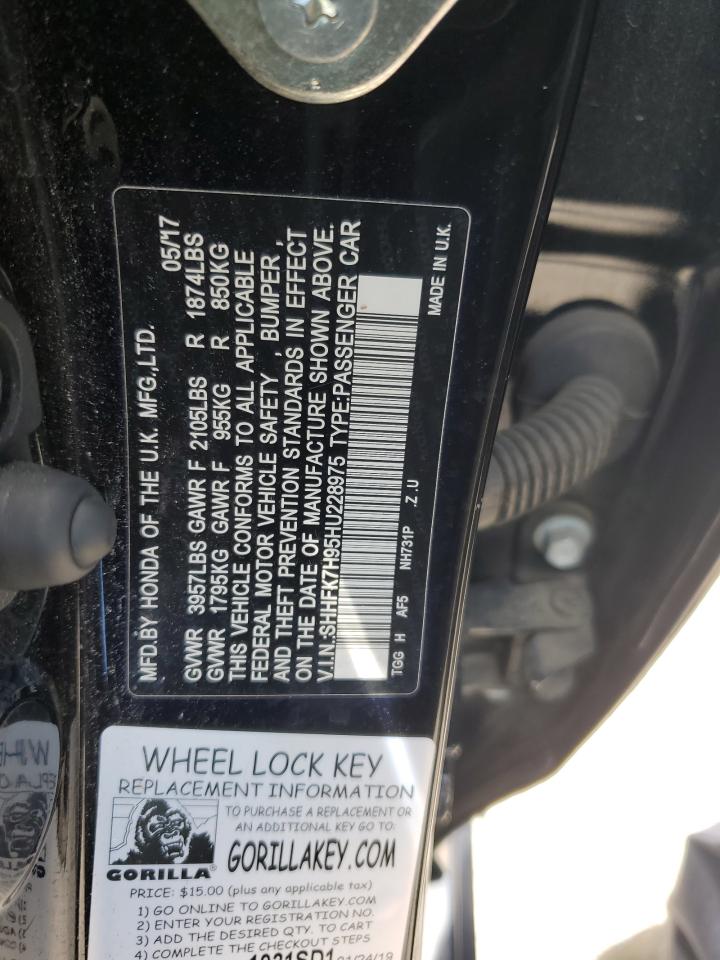 MFD.BY HONDA OF THE U.K. MFG.,LTD. 05/17
GVWR 3957LBS GAWR F 2105LBS R 1874LBS
GVWR 1795KG GAWR F 955KG R 850KG
THIS VEHICLE CONFORMS TO ALL APPLICABLE
FEDERAL MOTOR VEHICLE SAFETY , BUMPER ,
AND THEFT PREVENTION STANDARDS IN EFFECT
ON THE DATE OF MANUFACTURE SHOWN ABOVE.
V.I.N.:SHHFK7H95HU228975 TYPE:PASSENGER CAR
TGG H AF5 NH731P .Z.U
MADE IN U.K.
WHEEL LOCK KEY
REPLACEMENT INFORMATION
TO PURCHASE A REPLACEMENT OR
AN ADDITIONAL KEY GO TO:
GORILLAKEY.COM
GORILLA®
PRICE: $15.00 (plus any applicable tax)
1) GO ONLINE TO GORILLAKEY.COM
2) ENTER YOUR REGISTRATION NO.
3) ADD THE DESIRED QTY. TO CART
4) COMPLETE THE CHECKOUT STEPS